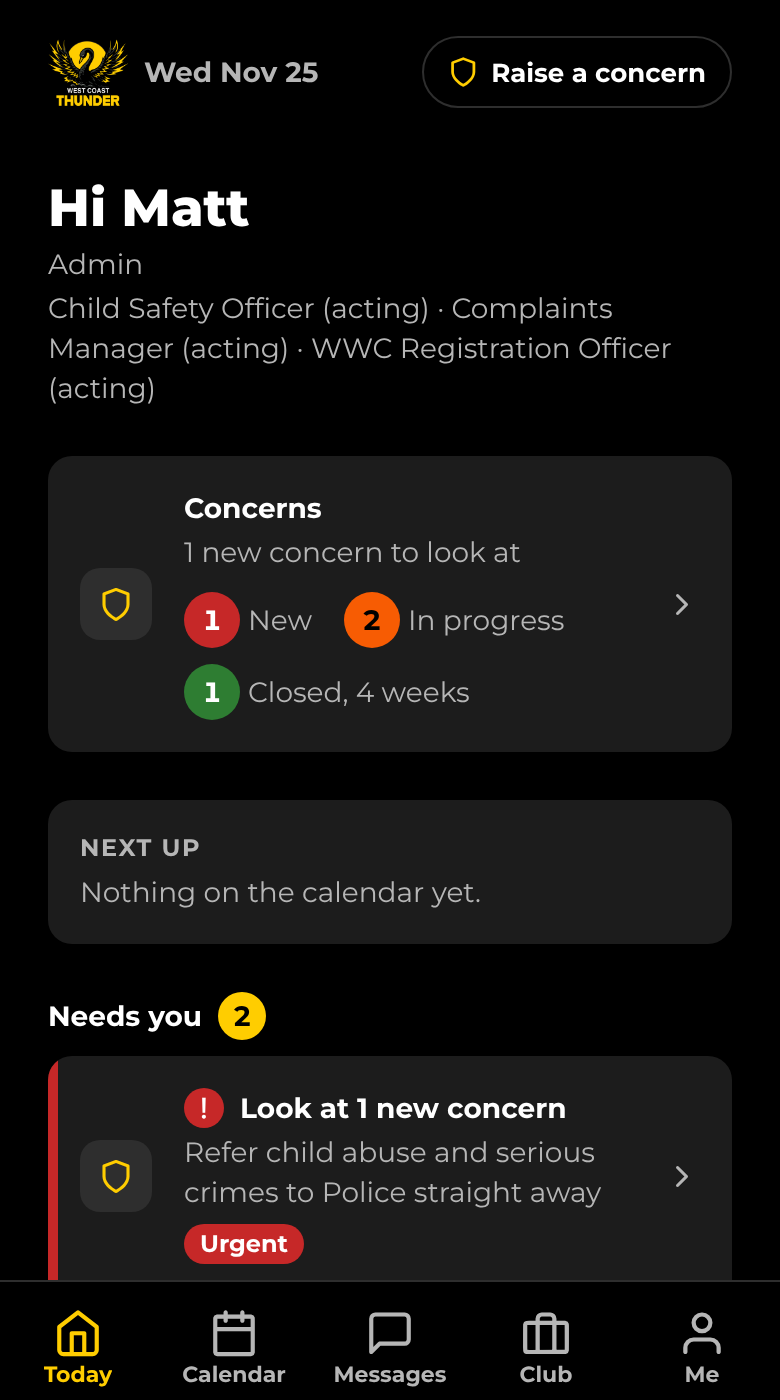 WEST COAST
THUNDER
Wed Nov 25
Raise a concern
Hi Matt
Admin
Child Safety Officer (acting) · Complaints
Manager (acting) · WWC Registration Officer
(acting)
Concerns
1 new concern to look at
1 New 2 In progress
1 Closed, 4 weeks
NEXT UP
Nothing on the calendar yet.
Needs you 2
! Look at 1 new concern
Refer child abuse and serious
crimes to Police straight away
Urgent
Today Calendar Messages Club Me